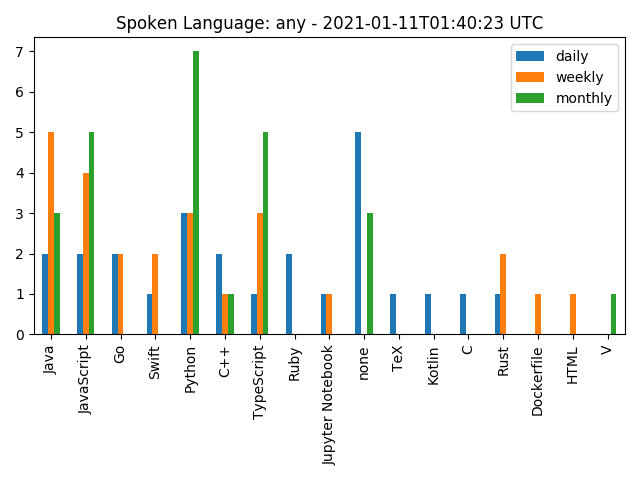 Spoken Language: any - 2021-01-11T01:40:23 UTC
daily
weekly
monthly
7
6
5
4
3
2
1
0
Java
JavaScript
Go
Swift
Python
C++
TypeScript
Ruby
Jupyter Notebook
none
TeX
Kotlin
C
Rust
Dockerfile
HTML
V